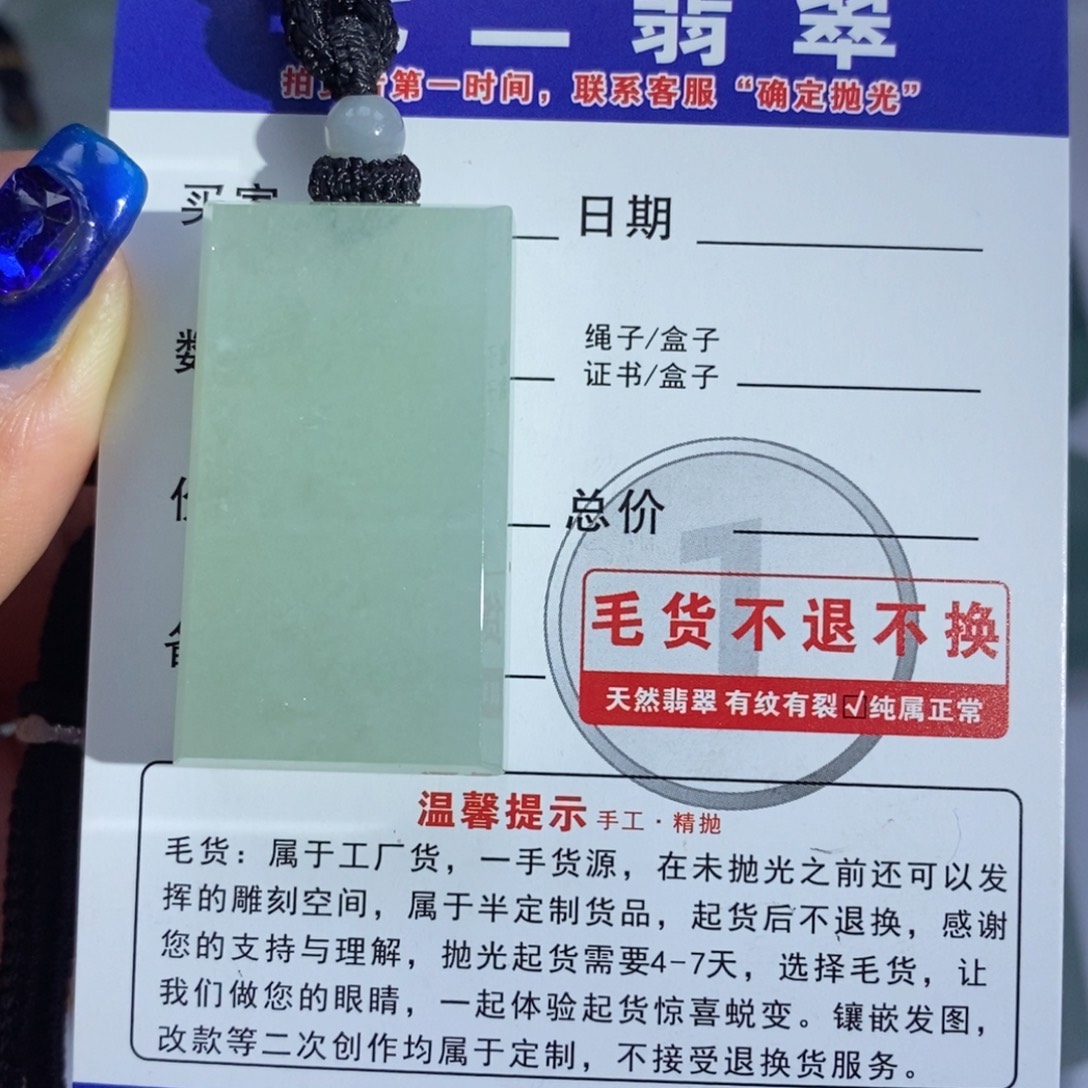 二翡翠
第一时间，联系客服“确定抛光”
买家
日期
数
绳子/盒子
证书/盒子
总价
1
毛货不退不换
天然翡翠 有纹有裂☑纯属正常
温馨提示 手工·精抛
毛货：属于工厂货，一手货源，在未抛光之前还可以发
挥的雕刻空间，属于半定制货品，起货后不退换，感谢
您的支持与理解，抛光起货需要4-7天，选择毛货，让
我们做您的眼睛，一起体验起货惊喜蜕变。镶嵌发图，
改款等二次创作均属于定制，不接受退换货服务。